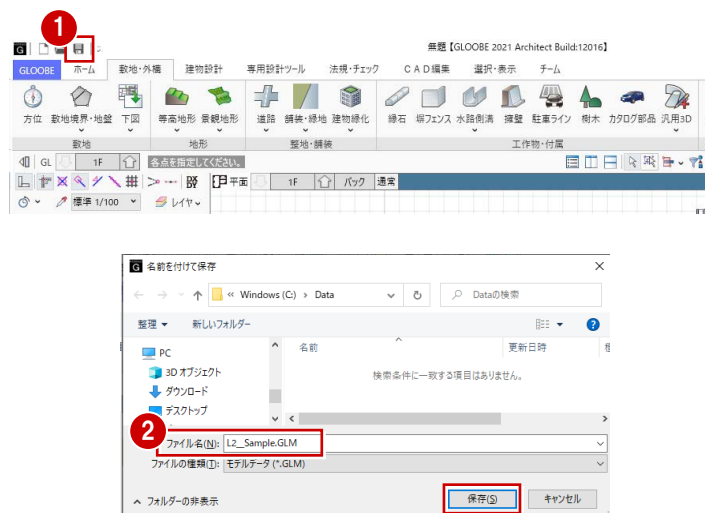 1
無題【GLOOBE 2021 Architect Build:12016】
GLOOBE ホーム 敷地・外構 建物設計 専用設計ツール 法規・チェック CAD編集 選択・表示 チーム
方位 敷地境界・地盤 下図 等高地形 景観地形 道路 舗装・緑地 建物緑化 縁石 塀フェンス 水路側溝 擁壁 駐車ライン 樹木 カタログ部品 汎用3D
敷地 地形 整地・舗装 工作物・付属
GL 1F 各点を指定してください。
平面 1F バック 通常
標準 1/100 レイヤ
G 名前を付けて保存
« Windows (C:) › Data Dataの検索
整理 新しいフォルダー
PC 名前 更新日時
3D オブジェクト 検索条件に一致する項目はありません。
ダウンロード
デスクトップ
2
ファイル名(N): L2__Sample.GLM
ファイルの種類(T): モデルデータ (*.GLM)
フォルダーの非表示 保存(S) キャンセル